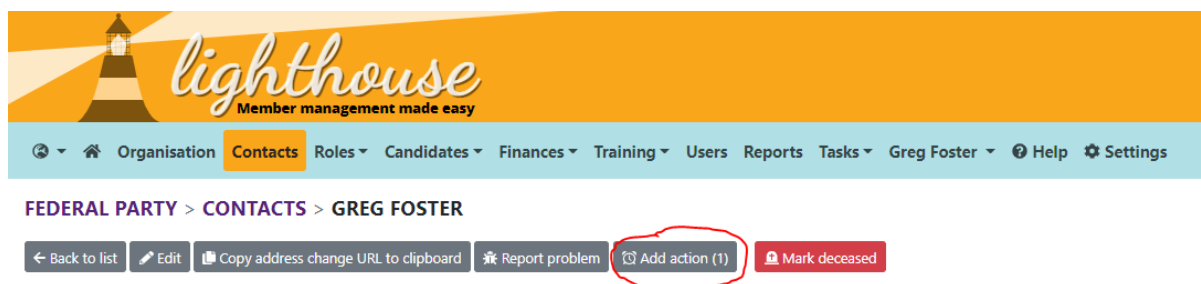 lighthouse
Member management made easy
Organisation Contacts Roles Candidates Finances Training Users Reports Tasks Greg Foster Help Settings
FEDERAL PARTY > CONTACTS > GREG FOSTER
Back to list Edit Copy address change URL to clipboard Report problem Add action (1) Mark deceased